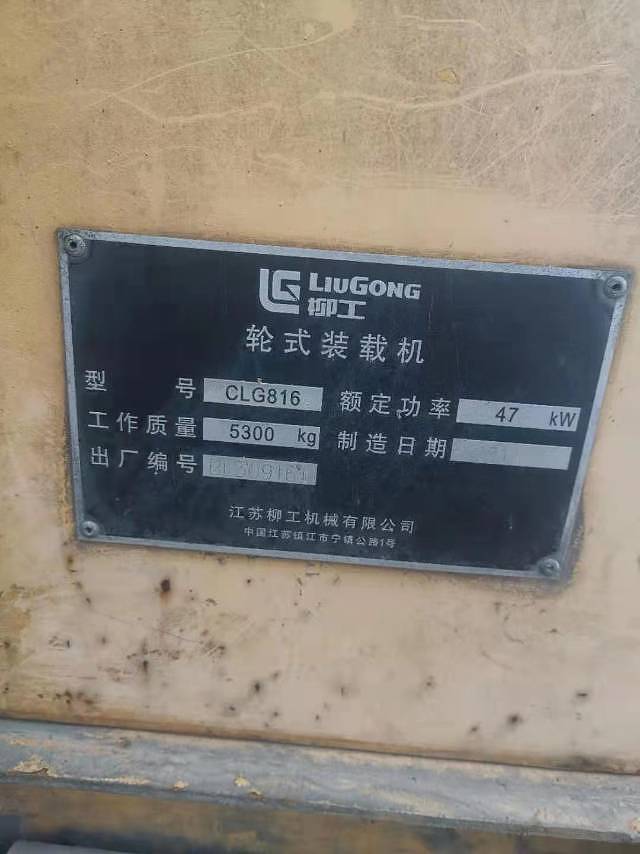 LIUGONG
柳工
轮式装载机
型号 CLG816 额定功率 47 kW
工作质量 5300 kg 制造日期
出厂编号
江苏柳工机械有限公司
中国江苏镇江市宁镇公路1号